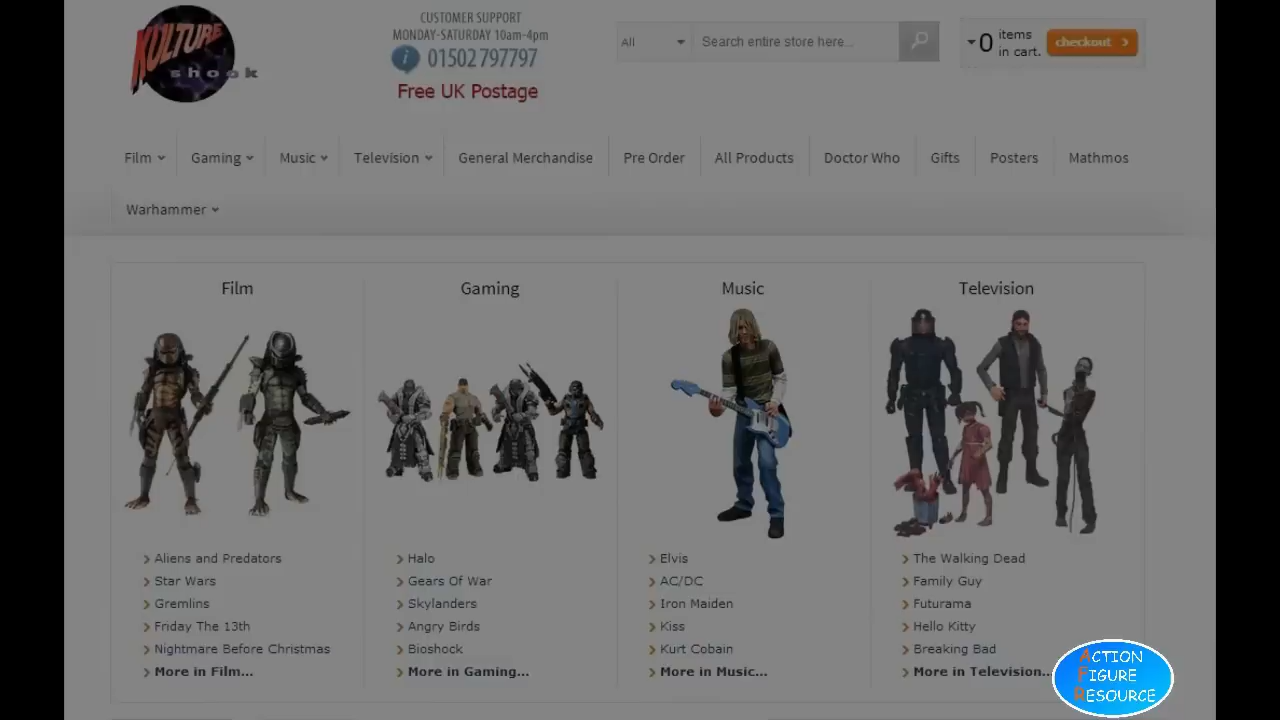 KULTURE
shock
CUSTOMER SUPPORT
MONDAY-SATURDAY 10am-4pm
01502 797797
Free UK Postage
All
Search entire store here...
0 items
in cart.
checkout
Film
Gaming
Music
Television
General Merchandise
Pre Order
All Products
Doctor Who
Gifts
Posters
Mathmos
Warhammer
Film
Aliens and Predators
Star Wars
Gremlins
Friday The 13th
Nightmare Before Christmas
More in Film...
Gaming
Halo
Gears Of War
Skylanders
Angry Birds
Bioshock
More in Gaming...
Music
Elvis
AC/DC
Iron Maiden
Kiss
Kurt Cobain
More in Music...
Television
The Walking Dead
Family Guy
Futurama
Hello Kitty
Breaking Bad
More in Television...
ACTION
FIGURE
RESOURCE